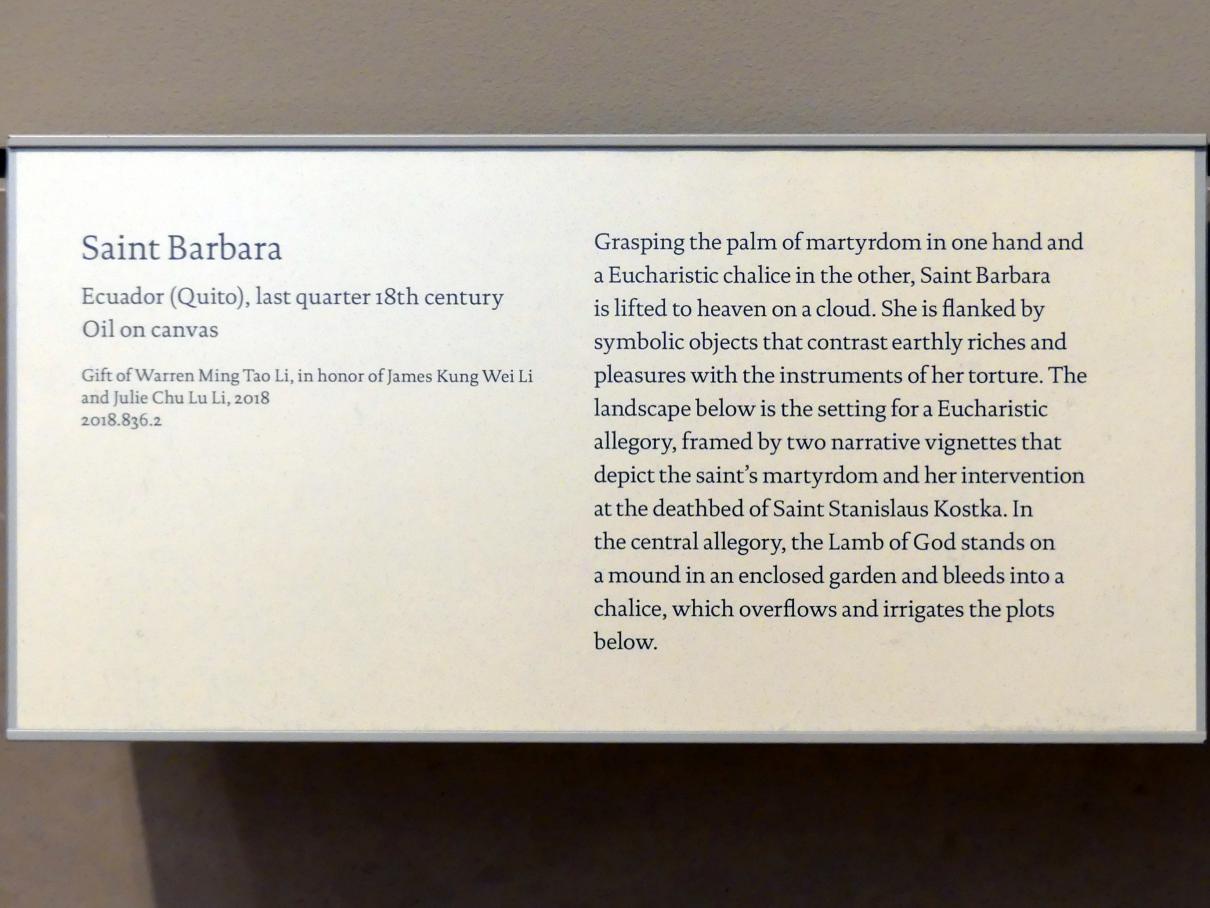 Saint Barbara
Ecuador (Quito), last quarter 18th century
Oil on canvas
Gift of Warren Ming Tao Li, in honor of James Kung Wei Li
and Julie Chu Lu Li, 2018
2018.836.2
Grasping the palm of martyrdom in one hand and
a Eucharistic chalice in the other, Saint Barbara
is lifted to heaven on a cloud. She is flanked by
symbolic objects that contrast earthly riches and
pleasures with the instruments of her torture. The
landscape below is the setting for a Eucharistic
allegory, framed by two narrative vignettes that
depict the saint’s martyrdom and her intervention
at the deathbed of Saint Stanislaus Kostka. In
the central allegory, the Lamb of God stands on
a mound in an enclosed garden and bleeds into a
chalice, which overflows and irrigates the plots
below.